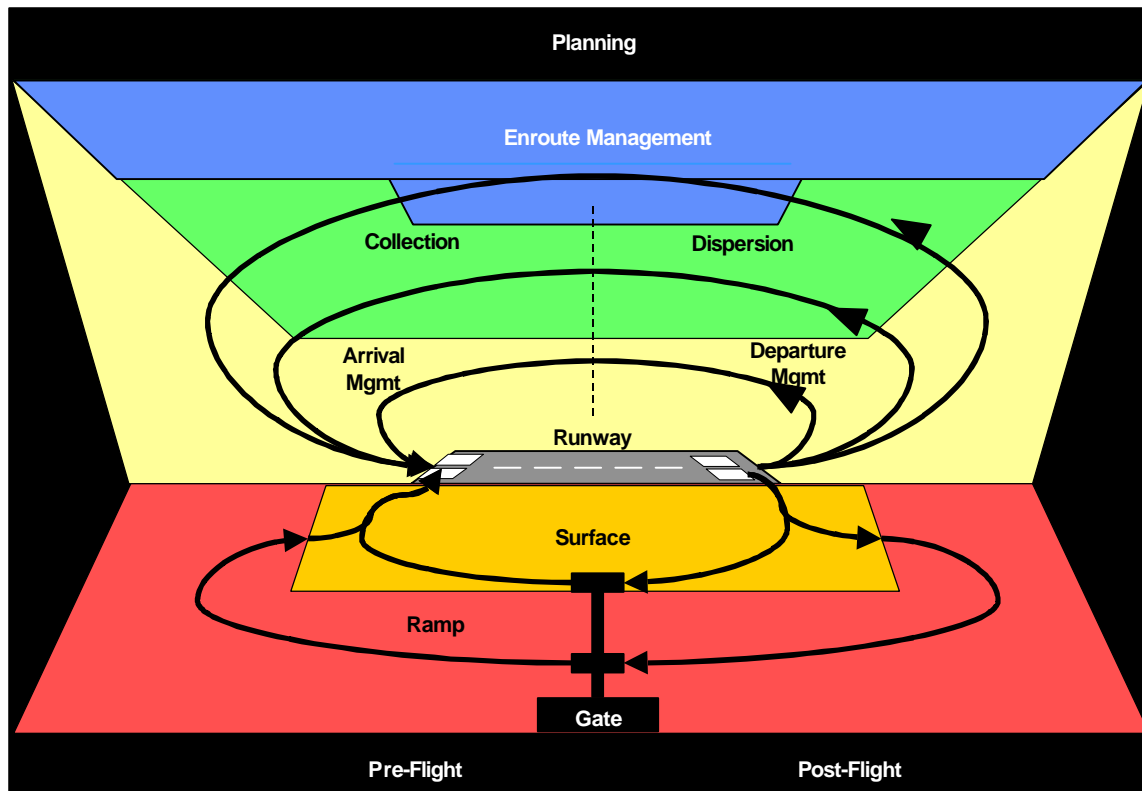 Planning
Enroute Management
Collection
Dispersion
Arrival
Mgmt
Departure
Mgmt
Runway
Surface
Ramp
Gate
Pre-Flight
Post-Flight